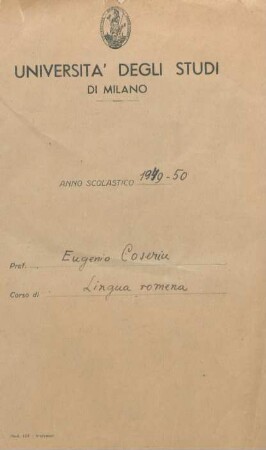 UNIVERSITA' DEGLI STUDI
DI MILANO
ANNO SCOLASTICO 1949-50
Prof. Eugenio Coseriu
Corso di Lingua romena